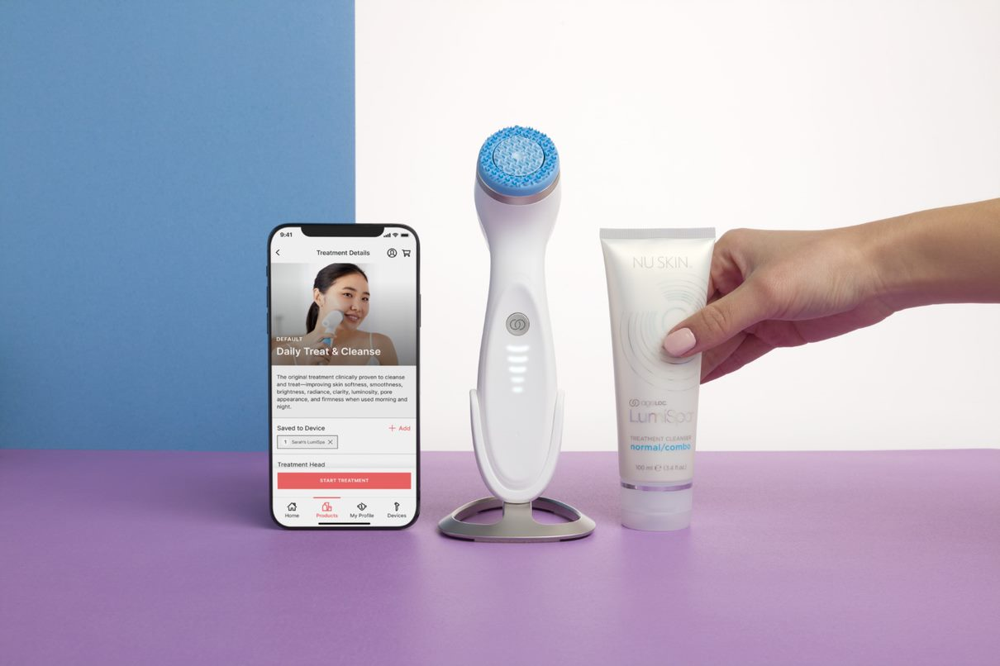 9:41
Treatment Details
DEFAULT
Daily Treat & Cleanse
The original treatment clinically proven to cleanse
and treat—improving skin softness, smoothness,
brightness, radiance, clarity, luminosity, pore
appearance, and firmness when used morning and
night.
Saved to Device
+ Add
1 Sarah's LumiSpa ✕
Treatment Head
START TREATMENT
Home
Products
My Profile
Devices
NU SKIN
ageLOC
LumiSpa
TREATMENT CLEANSER
normal/combo
100 ml ℮ (3.4 fl oz)